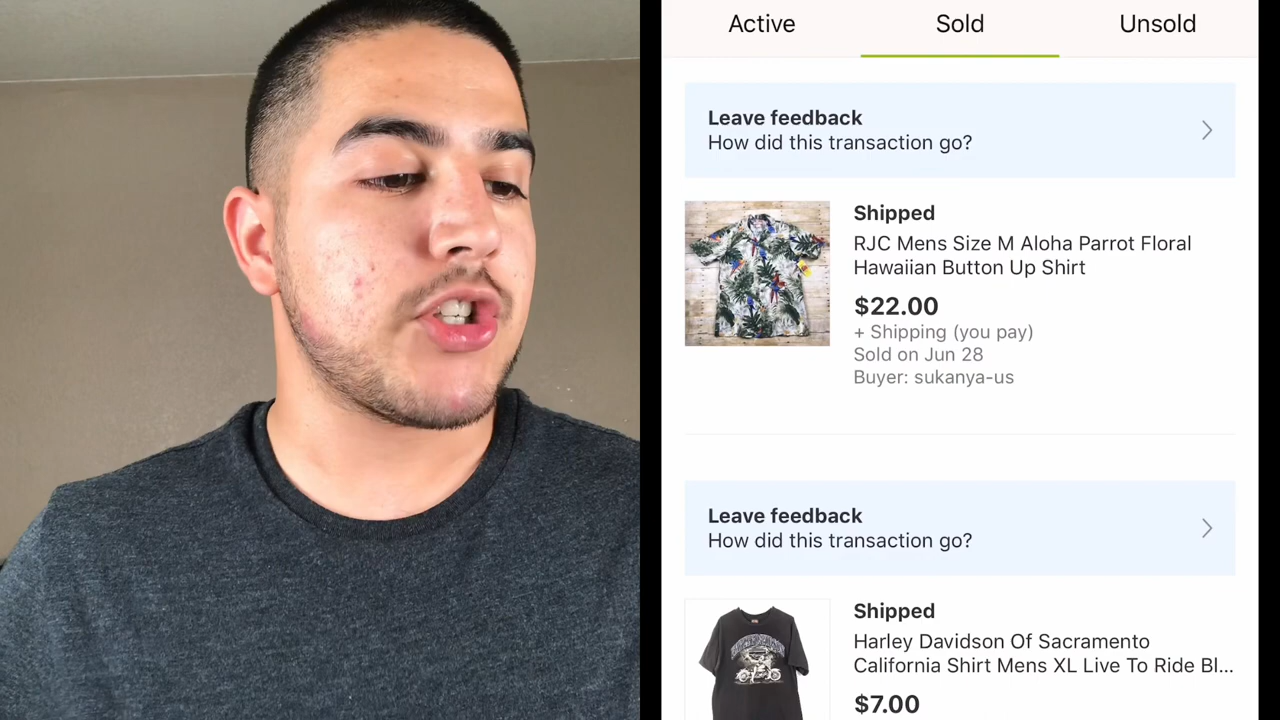 Active
Sold
Unsold
Leave feedback
How did this transaction go?
Shipped
RJC Mens Size M Aloha Parrot Floral
Hawaiian Button Up Shirt
$22.00
+ Shipping (you pay)
Sold on Jun 28
Buyer: sukanya-us
Leave feedback
How did this transaction go?
Shipped
Harley Davidson Of Sacramento
California Shirt Mens XL Live To Ride Bl...
$7.00